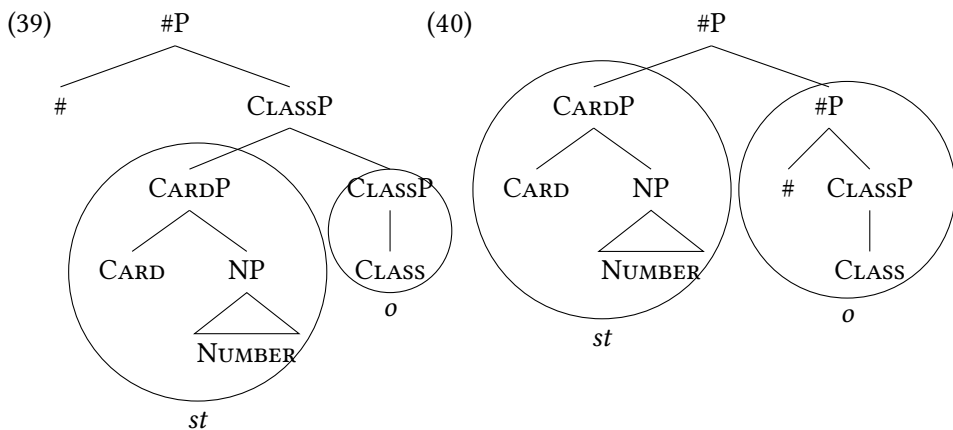 (39) #P (40) #P
# CLASSP CARDP #P
CARDP CLASSP CARD NP # CLASSP
CARD NP CLASS NUMBER CLASS
NUMBER o st o
st